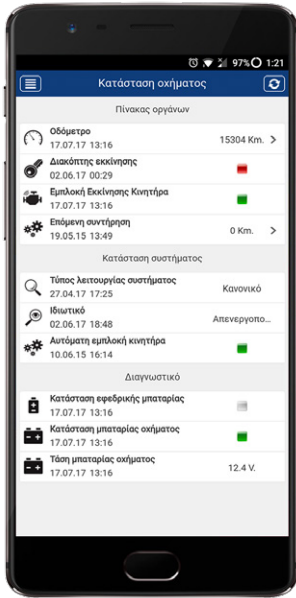 97% 1:21
Κατάσταση οχήματος
Πίνακας οργάνων
Οδόμετρο
17.07.17 13:16
15304 Km.
Διακόπτης εκκίνησης
02.06.17 00:29
Εμπλοκή Εκκίνησης Κινητήρα
17.07.17 13:16
Επόμενη συντήρηση
19.05.15 13:49
0 Km.
Κατάσταση συστήματος
Τύπος λειτουργίας συστήματος
27.04.17 17:25
Κανονικό
Ιδιωτικό
02.06.17 18:48
Απενεργοπο...
Αυτόματη εμπλοκή κινητήρα
10.06.15 16:14
Διαγνωστικό
Κατάσταση εφεδρικής μπαταρίας
17.07.17 13:16
Κατάσταση μπαταρίας οχήματος
17.07.17 13:16
Τάση μπαταρίας οχήματος
17.07.17 13:16
12.4 V.